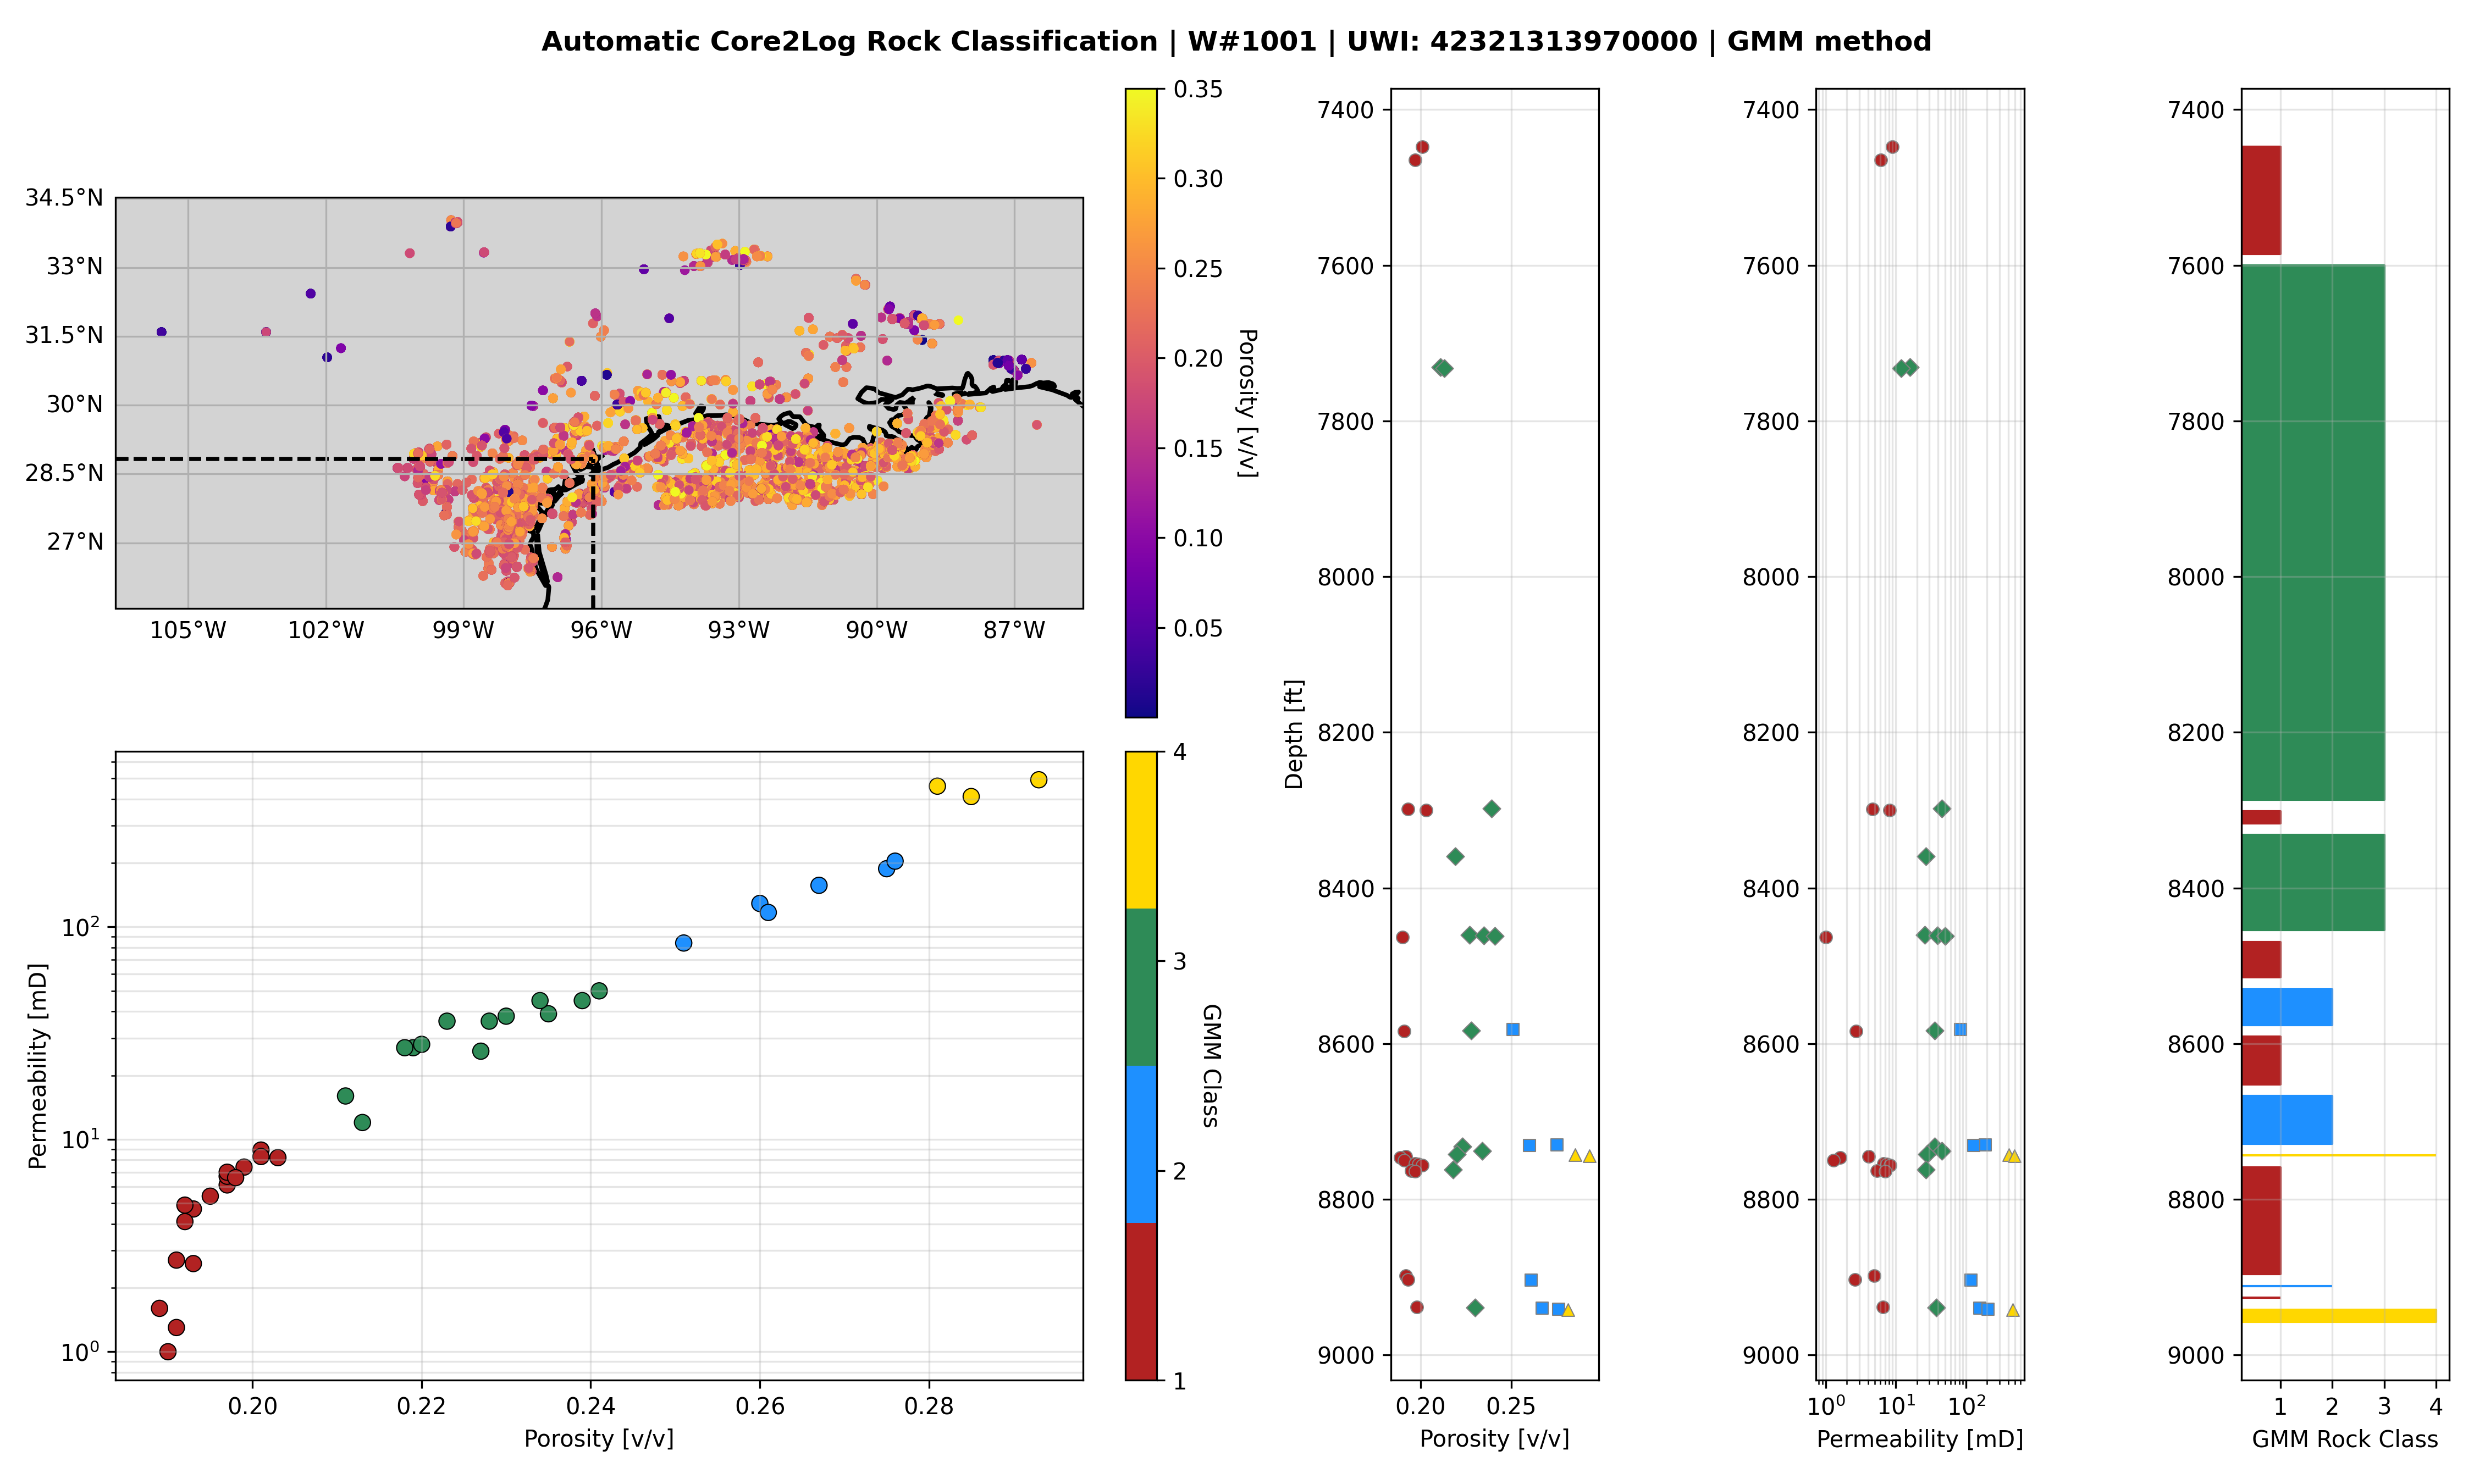 Automatic Core2Log Rock Classification | W#1001 | UWI: 42321313970000 | GMM method
34.5°N
33°N
31.5°N
30°N
28.5°N
27°N
105°W 102°W 99°W 96°W 93°W 90°W 87°W
0.35
0.30
0.25
0.20
0.15
0.10
0.05
Porosity [v/v]
Permeability [mD]
10²
10¹
10⁰
0.20 0.22 0.24 0.26 0.28
Porosity [v/v]
4
3
2
1
GMM Class
Depth [ft]
7400
7600
7800
8000
8200
8400
8600
8800
9000
0.20 0.25
Porosity [v/v]
7400
7600
7800
8000
8200
8400
8600
8800
9000
10⁰ 10¹ 10²
Permeability [mD]
7400
7600
7800
8000
8200
8400
8600
8800
9000
1 2 3 4
GMM Rock Class